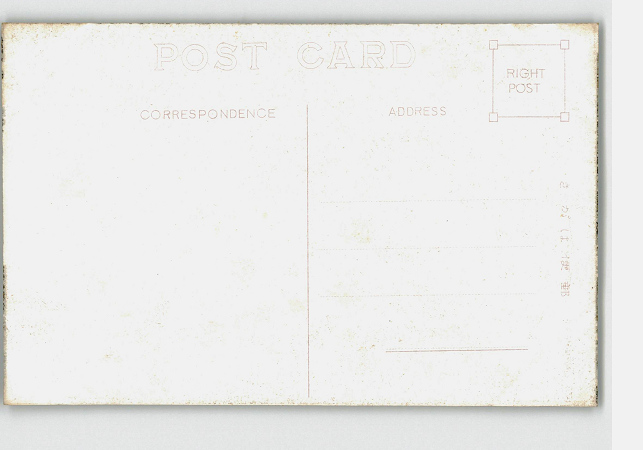 POST CARD
CORRESPONDENCE
ADDRESS
RIGHT
POST